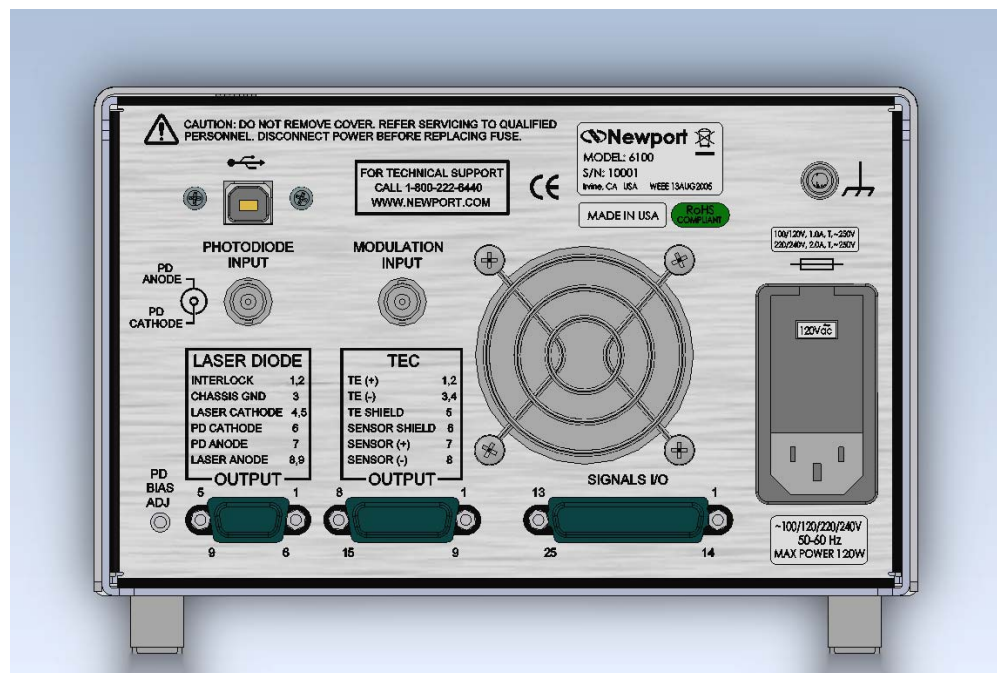 CAUTION: DO NOT REMOVE COVER. REFER SERVICING TO QUALIFIED
PERSONNEL. DISCONNECT POWER BEFORE REPLACING FUSE.
FOR TECHNICAL SUPPORT
CALL 1-800-222-6440
WWW.NEWPORT.COM
CE
Newport
MODEL: 6100
S/N: 10001
Irvine, CA USA WEEE 13AUG2005
MADE IN USA
RoHS
COMPLIANT
100/120V, 1.0A, T, ~250V
220/240V, 2.0A, T, ~250V
PHOTODIODE
INPUT
MODULATION
INPUT
PD
ANODE
PD
CATHODE
120Vac
LASER DIODE
INTERLOCK 1,2
CHASSIS GND 3
LASER CATHODE 4,5
PD CATHODE 6
PD ANODE 7
LASER ANODE 8,9
OUTPUT
TEC
TE (+) 1,2
TE (-) 3,4
TE SHIELD 5
SENSOR SHIELD 6
SENSOR (+) 7
SENSOR (-) 8
OUTPUT
SIGNALS I/O
PD
BIAS
ADJ
5 1
9 6
8 1
15 9
13 1
25 14
~100/120/220/240V
50-60 Hz
MAX POWER 120W